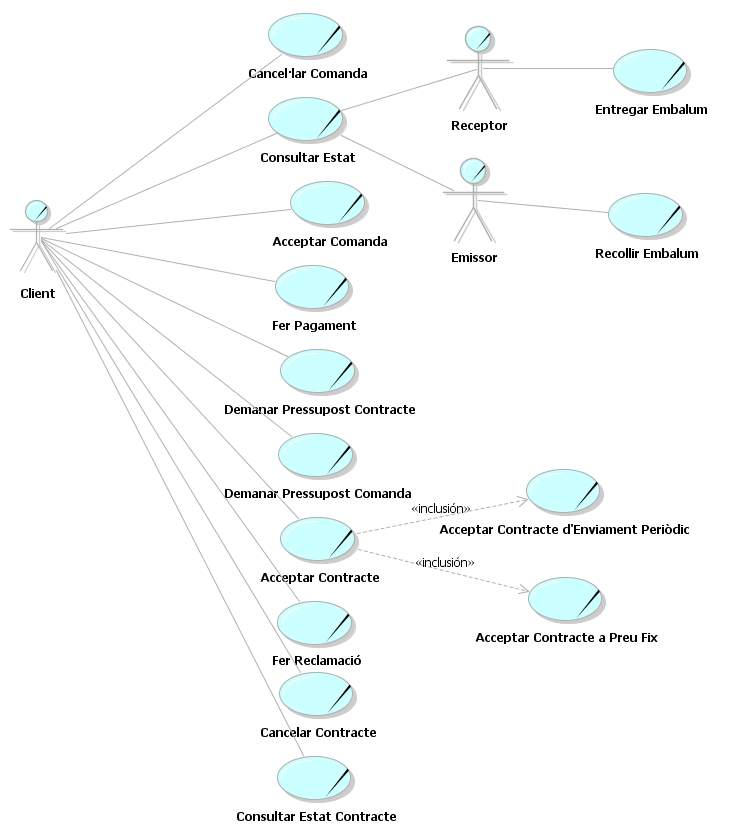 Cancel·lar Comanda
Entregar Embalum
Receptor
Consultar Estat
Acceptar Comanda
Recollir Embalum
Emissor
Client
Fer Pagament
Demanar Pressupost Contracte
Demanar Pressupost Comanda
«inclusión»
Acceptar Contracte d'Enviament Periòdic
«inclusión»
Acceptar Contracte
Acceptar Contracte a Preu Fix
Fer Reclamació
Cancelar Contracte
Consultar Estat Contracte